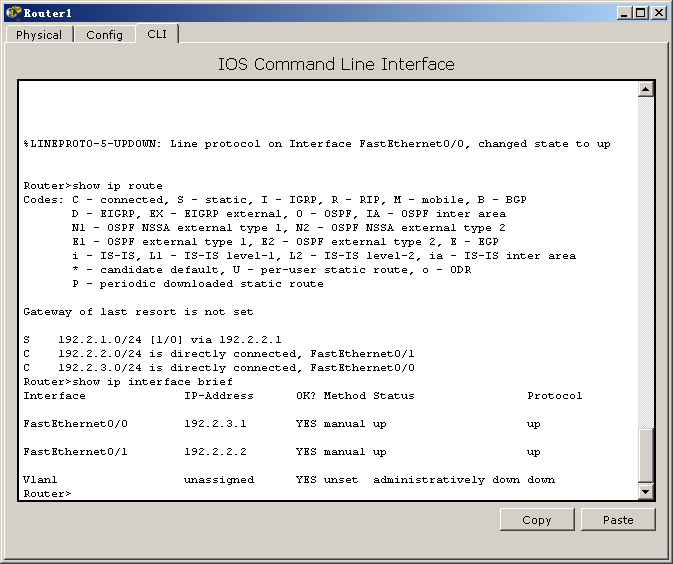 Router1
Physical Config CLI
IOS Command Line Interface
%LINEPROTO-5-UPDOWN: Line protocol on Interface FastEthernet0/0, changed state to up
Router>show ip route
Codes: C - connected, S - static, I - IGRP, R - RIP, M - mobile, B - BGP
D - EIGRP, EX - EIGRP external, O - OSPF, IA - OSPF inter area
N1 - OSPF NSSA external type 1, N2 - OSPF NSSA external type 2
E1 - OSPF external type 1, E2 - OSPF external type 2, E - EGP
i - IS-IS, L1 - IS-IS level-1, L2 - IS-IS level-2, ia - IS-IS inter area
* - candidate default, U - per-user static route, o - ODR
P - periodic downloaded static route
Gateway of last resort is not set
S 192.2.1.0/24 [1/0] via 192.2.2.1
C 192.2.2.0/24 is directly connected, FastEthernet0/1
C 192.2.3.0/24 is directly connected, FastEthernet0/0
Router>show ip interface brief
Interface IP-Address OK? Method Status Protocol
FastEthernet0/0 192.2.3.1 YES manual up up
FastEthernet0/1 192.2.2.2 YES manual up up
Vlan1 unassigned YES unset administratively down down
Router>
Copy Paste